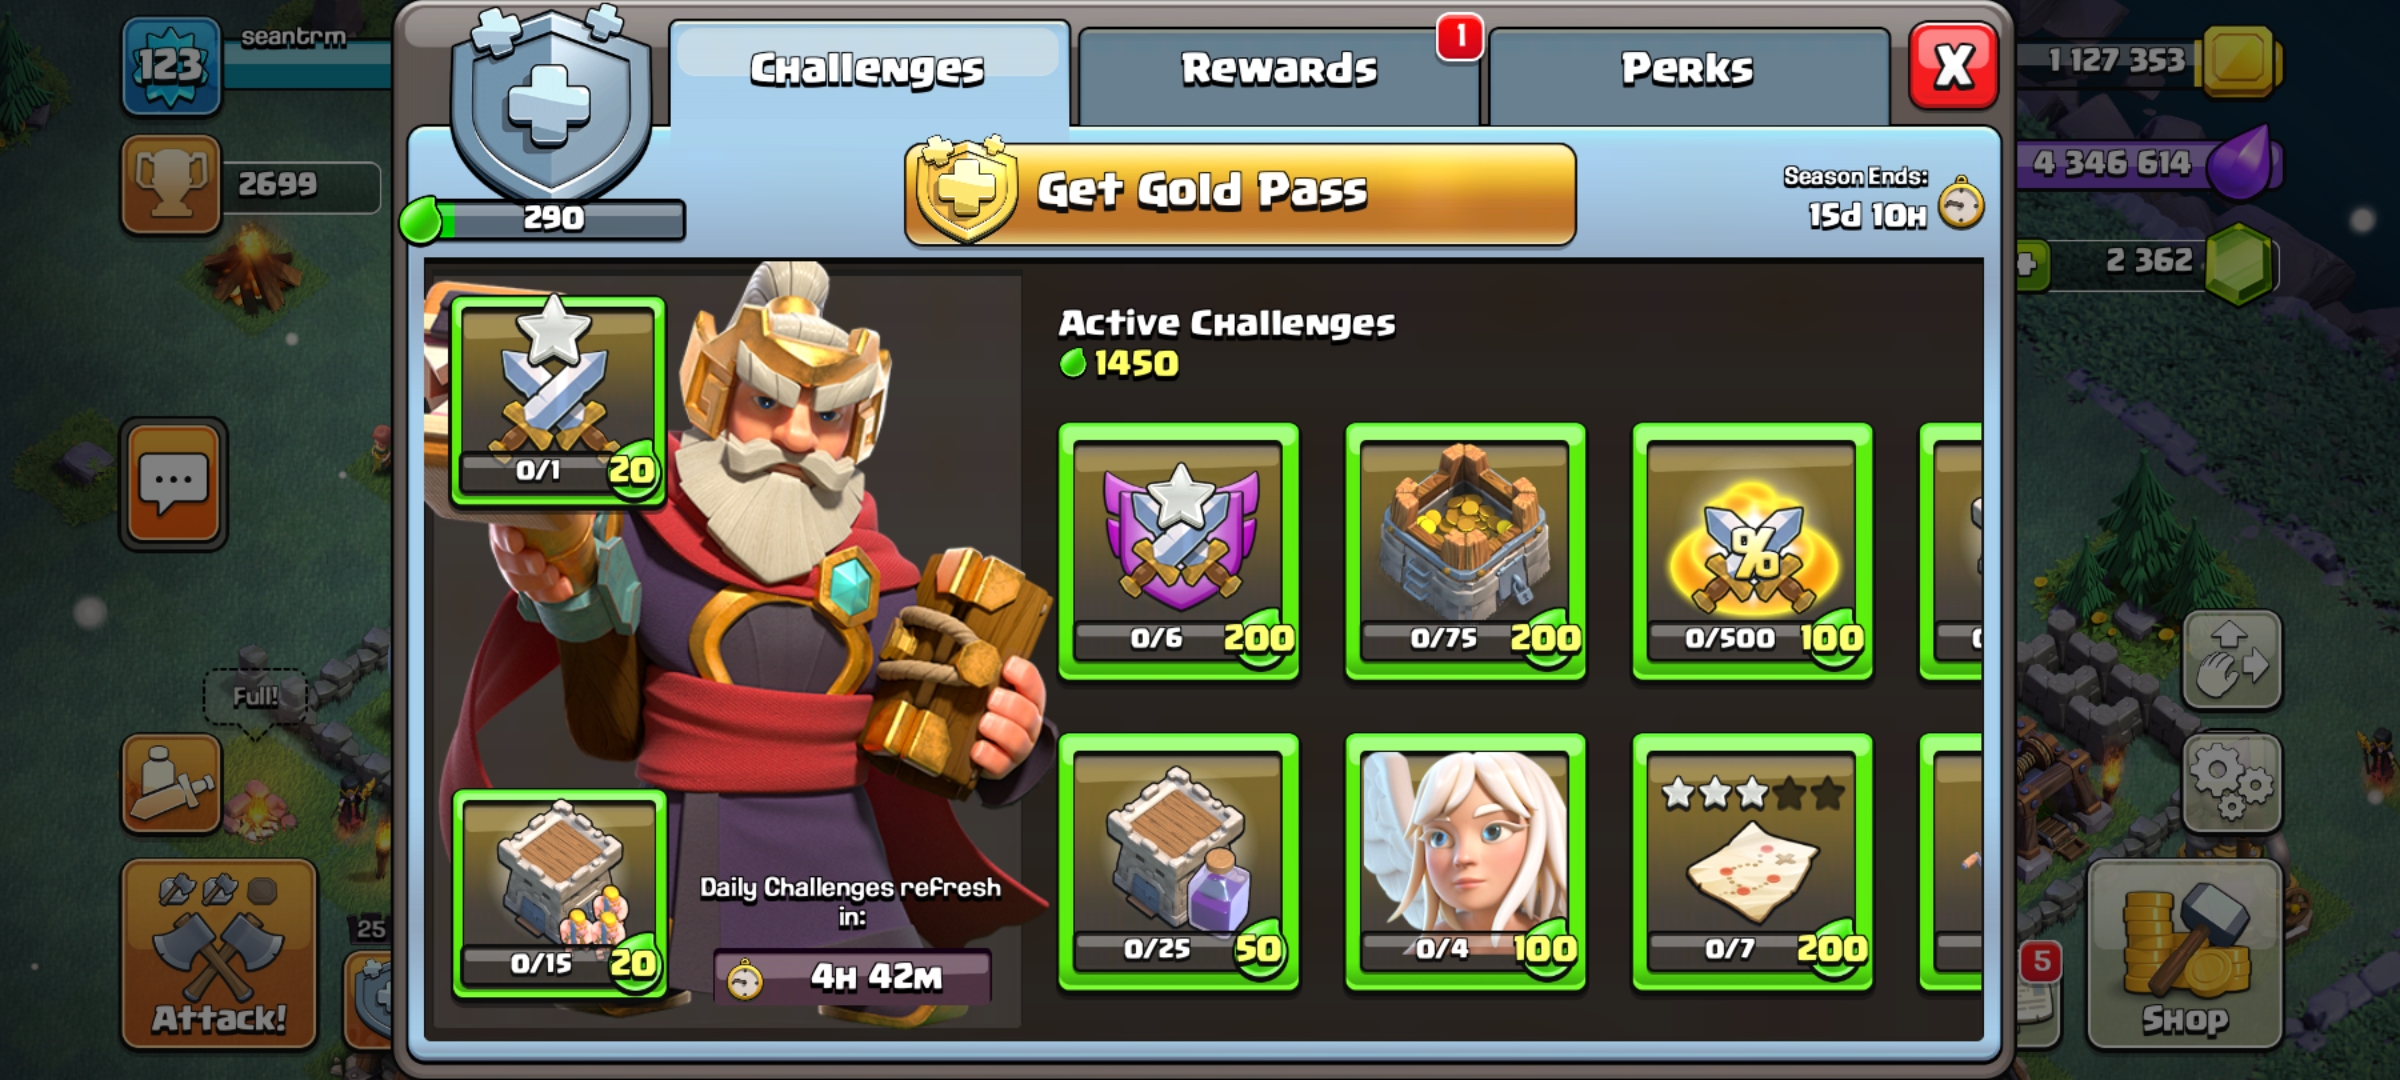 123
seantrm
2699
Challenges
Rewards
1
Perks
X
1 127 353
4 346 614
2 362
290
Get Gold Pass
Season Ends:
15d 10H
0/1
20
Active Challenges
1450
0/6
200
0/75
200
%
0/500
100
Full!
0/15
20
Daily Challenges refresh
in:
4H 42M
0/25
50
0/4
100
0/7
200
25
Attack!
5
Shop